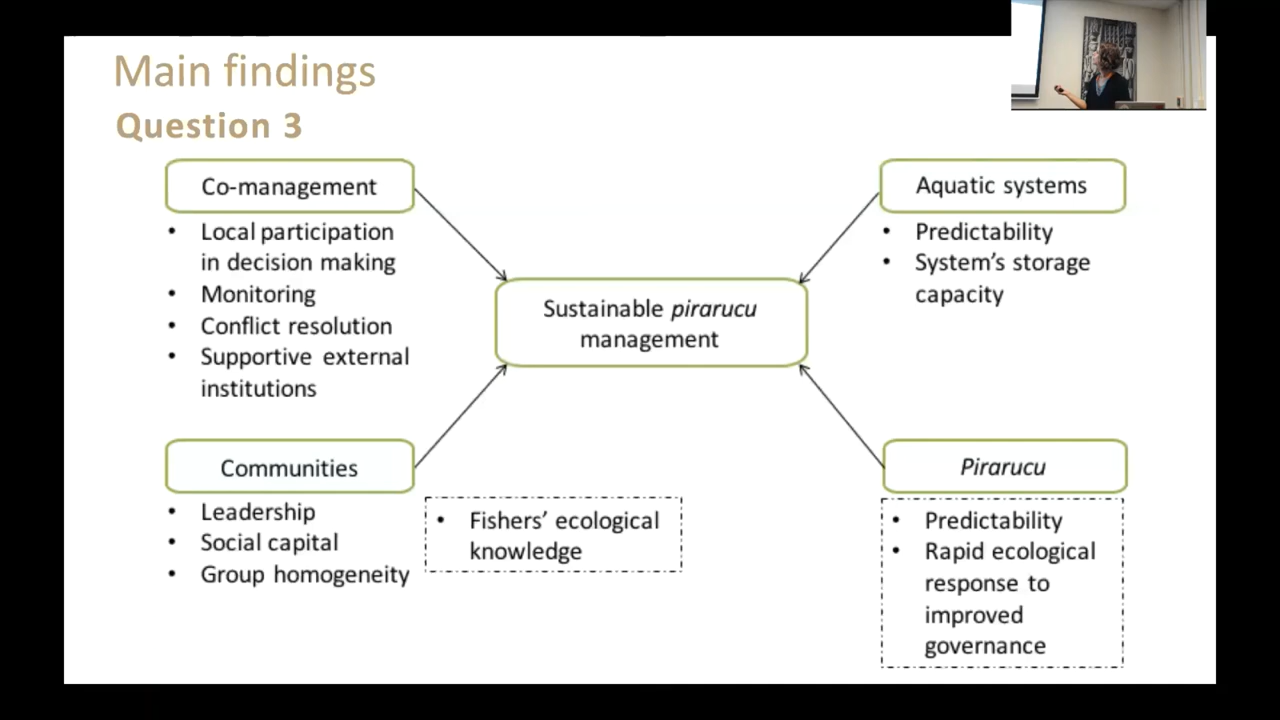 Main findings
Question 3
Co-management
• Local participation
in decision making
• Monitoring
• Conflict resolution
• Supportive external
institutions
Aquatic systems
• Predictability
• System's storage
capacity
Sustainable pirarucu
management
Communities
• Leadership
• Social capital
• Group homogeneity
• Fishers' ecological
knowledge
Pirarucu
• Predictability
• Rapid ecological
response to
improved
governance